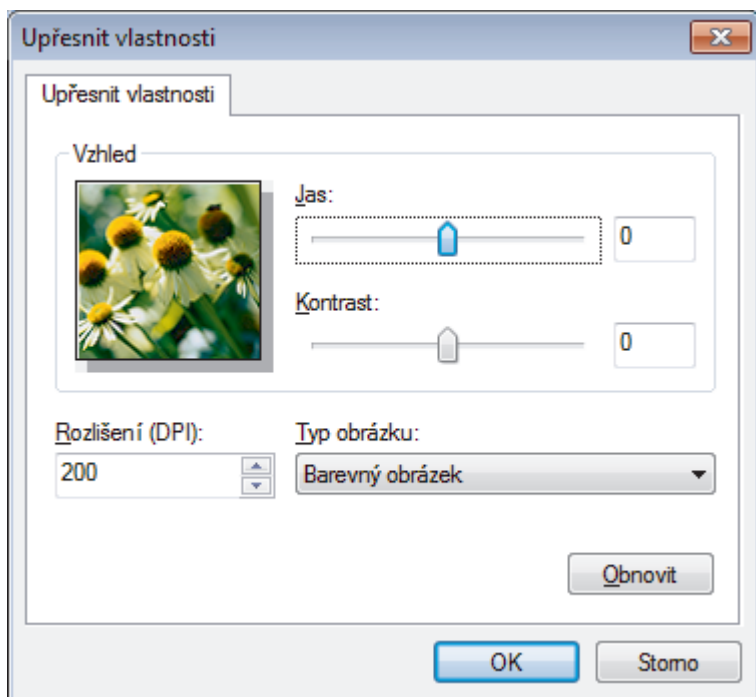 Upřesnit vlastnosti
Upřesnit vlastnosti
Vzhled
Jas:
0
Kontrast:
0
Rozlišení (DPI):
Typ obrázku:
200
Barevný obrázek
Obnovit
OK
Storno